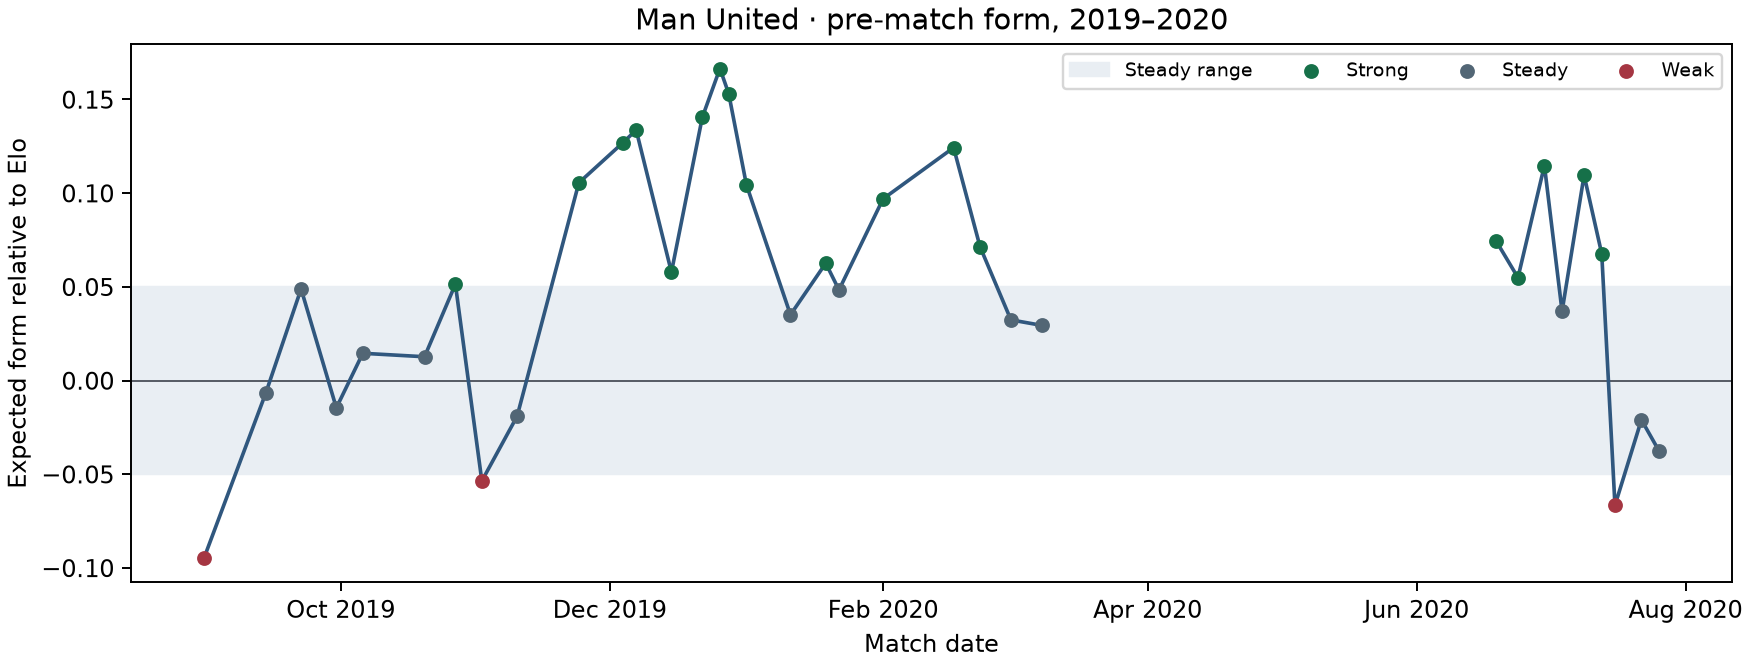 Man United · pre-match form, 2019–2020
Steady range
Strong
Steady
Weak
Expected form relative to Elo
0.15
0.10
0.05
0.00
−0.05
−0.10
Oct 2019
Dec 2019
Feb 2020
Apr 2020
Jun 2020
Aug 2020
Match date